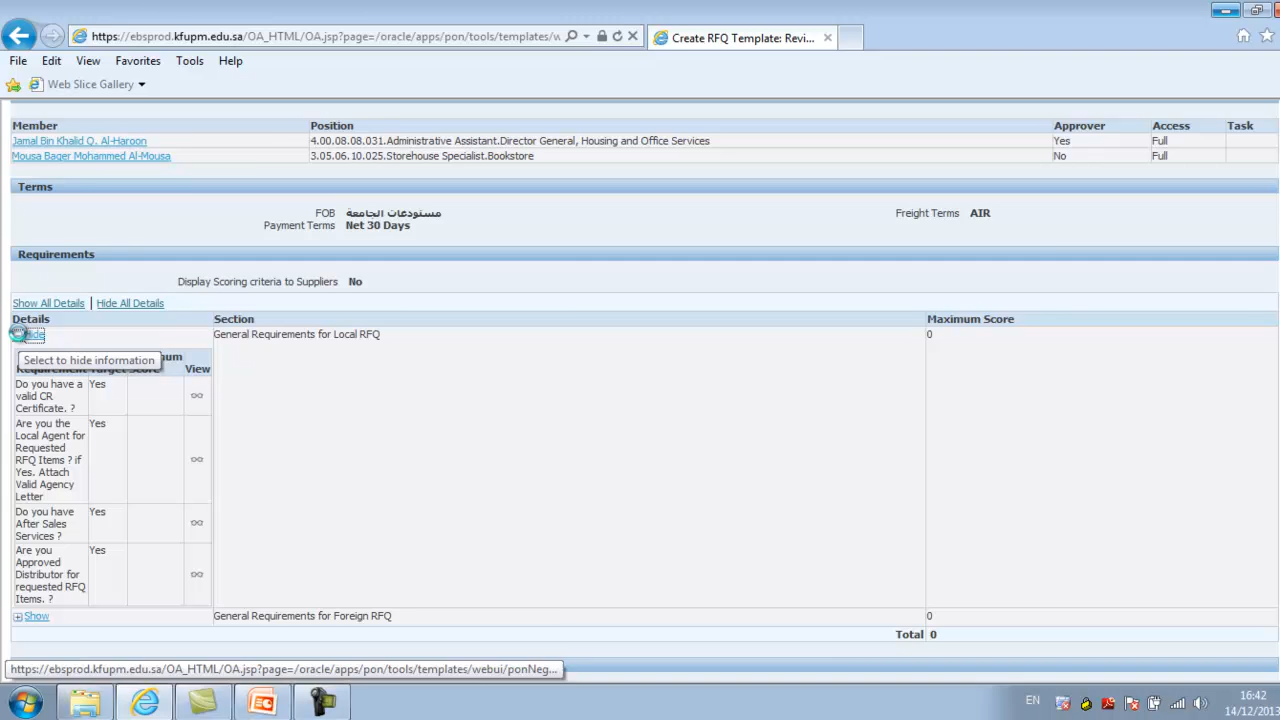 https://ebsprod.kfupm.edu.sa/OA_HTML/OA.jsp?page=/oracle/apps/pon/tools/templates/w
Create RFQ Template: Revi...
File Edit View Favorites Tools Help
Web Slice Gallery
Member Position Approver Access Task
Jamal Bin Khalid Q. Al-Haroon 4.00.08.08.031.Administrative Assistant.Director General, Housing and Office Services Yes Full
Mousa Baqer Mohammed Al-Mousa 3.05.06.10.025.Storehouse Specialist.Bookstore No Full
Terms
FOB مستودعات الجامعة Freight Terms AIR
Payment Terms Net 30 Days
Requirements
Display Scoring criteria to Suppliers No
Show All Details | Hide All Details
Details Section Maximum Score
Hide General Requirements for Local RFQ 0
Select to hide information
View
Do you have a Yes
valid CR
Certificate. ?
Are you the Yes
Local Agent for
Requested
RFQ Items ? if
Yes. Attach
Valid Agency
Letter
Do you have Yes
After Sales
Services ?
Are you Yes
Approved
Distributor for
requested RFQ
Items. ?
Show General Requirements for Foreign RFQ 0
Total 0
https://ebsprod.kfupm.edu.sa/OA_HTML/OA.jsp?page=/oracle/apps/pon/tools/templates/webui/ponNeg...
EN 16:42
14/12/2013